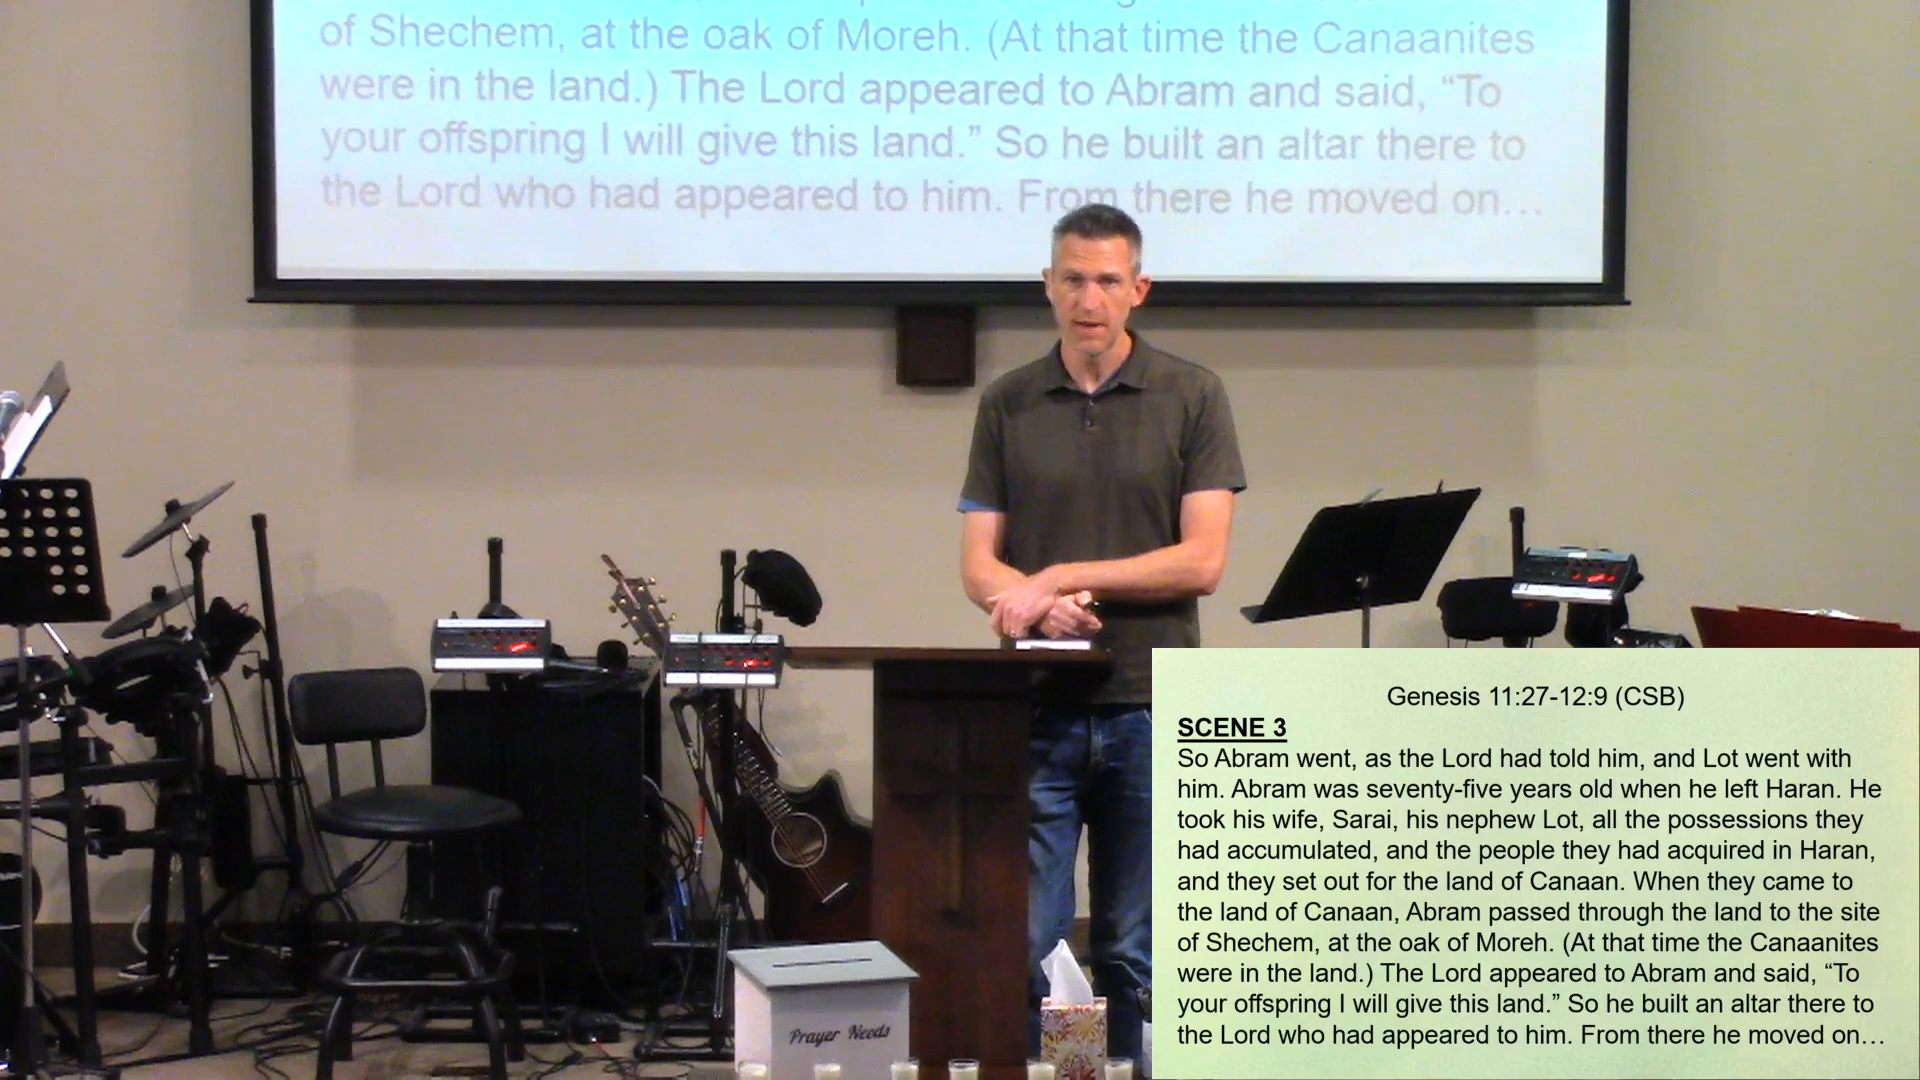 of Shechem, at the oak of Moreh. (At that time the Canaanites
were in the land.) The Lord appeared to Abram and said, “To
your offspring I will give this land.” So he built an altar there to
the Lord who had appeared to him. From there he moved on…
Prayer Needs
Genesis 11:27-12:9 (CSB)
SCENE 3
So Abram went, as the Lord had told him, and Lot went with
him. Abram was seventy-five years old when he left Haran. He
took his wife, Sarai, his nephew Lot, all the possessions they
had accumulated, and the people they had acquired in Haran,
and they set out for the land of Canaan. When they came to
the land of Canaan, Abram passed through the land to the site
of Shechem, at the oak of Moreh. (At that time the Canaanites
were in the land.) The Lord appeared to Abram and said, “To
your offspring I will give this land.” So he built an altar there to
the Lord who had appeared to him. From there he moved on…